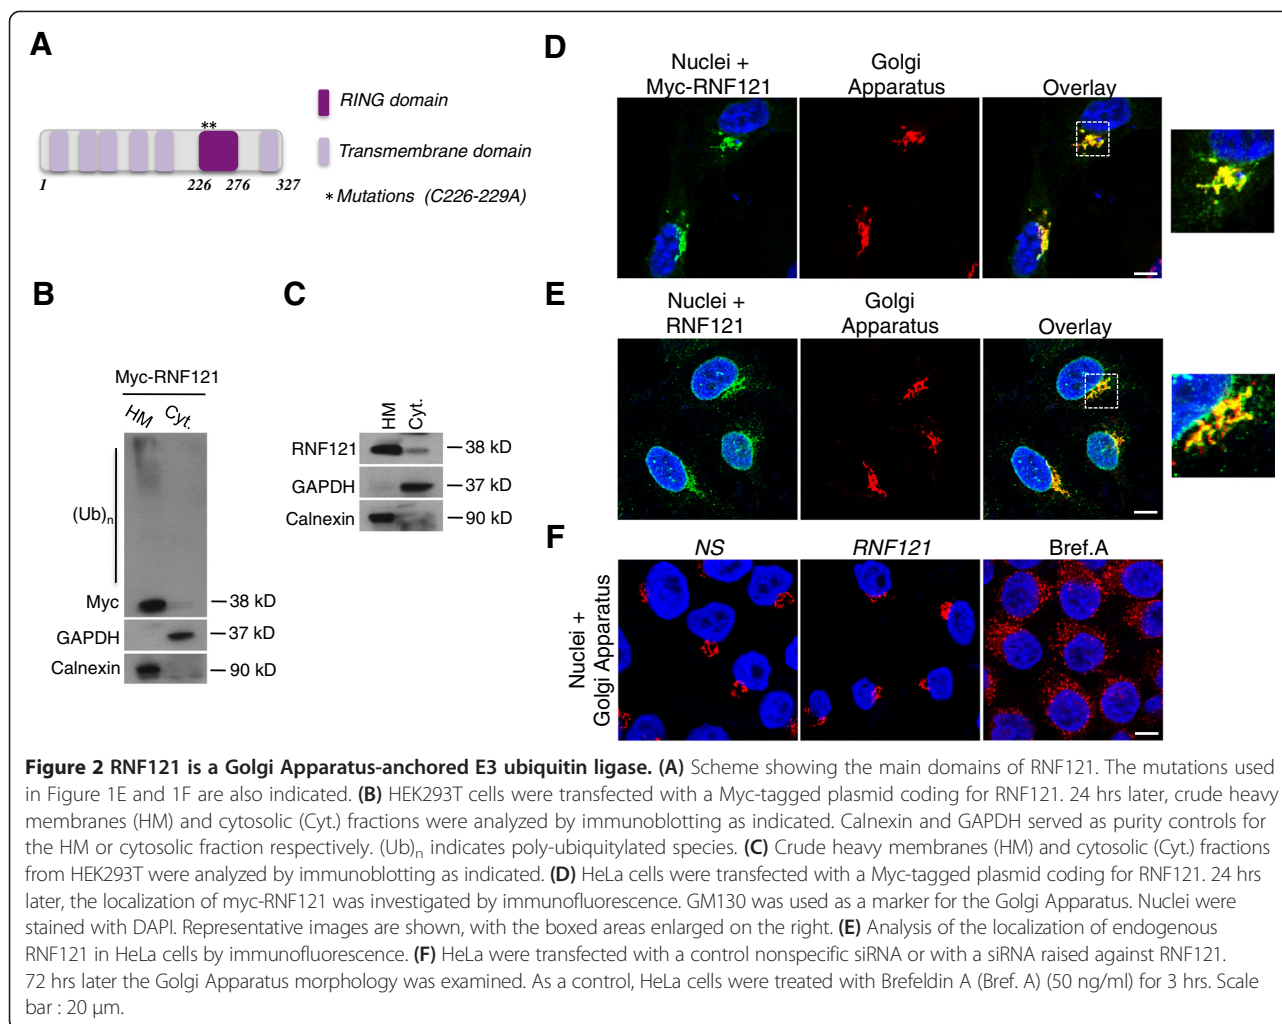 A
**
RING domain
Transmembrane domain
* Mutations (C226-229A)
1 226 276 327
B
Myc-RNF121
HM Cyt.
(Ub)n
Myc 38 kD
GAPDH 37 kD
Calnexin 90 kD
C
HM Cyt.
RNF121 38 kD
GAPDH 37 kD
Calnexin 90 kD
D
Nuclei + Myc-RNF121
Golgi Apparatus
Overlay
E
Nuclei + RNF121
Golgi Apparatus
Overlay
F
NS RNF121 Bref.A
Nuclei +
Golgi Apparatus
Figure 2 RNF121 is a Golgi Apparatus-anchored E3 ubiquitin ligase. (A) Scheme showing the main domains of RNF121. The mutations used
in Figure 1E and 1F are also indicated. (B) HEK293T cells were transfected with a Myc-tagged plasmid coding for RNF121. 24 hrs later, crude heavy
membranes (HM) and cytosolic (Cyt.) fractions were analyzed by immunoblotting as indicated. Calnexin and GAPDH served as purity controls for
the HM or cytosolic fraction respectively. (Ub)n indicates poly-ubiquitylated species. (C) Crude heavy membranes (HM) and cytosolic (Cyt.) fractions
from HEK293T were analyzed by immunoblotting as indicated. (D) HeLa cells were transfected with a Myc-tagged plasmid coding for RNF121. 24 hrs
later, the localization of myc-RNF121 was investigated by immunofluorescence. GM130 was used as a marker for the Golgi Apparatus. Nuclei were
stained with DAPI. Representative images are shown, with the boxed areas enlarged on the right. (E) Analysis of the localization of endogenous
RNF121 in HeLa cells by immunofluorescence. (F) HeLa were transfected with a control nonspecific siRNA or with a siRNA raised against RNF121.
72 hrs later the Golgi Apparatus morphology was examined. As a control, HeLa cells were treated with Brefeldin A (Bref. A) (50 ng/ml) for 3 hrs. Scale
bar : 20 μm.